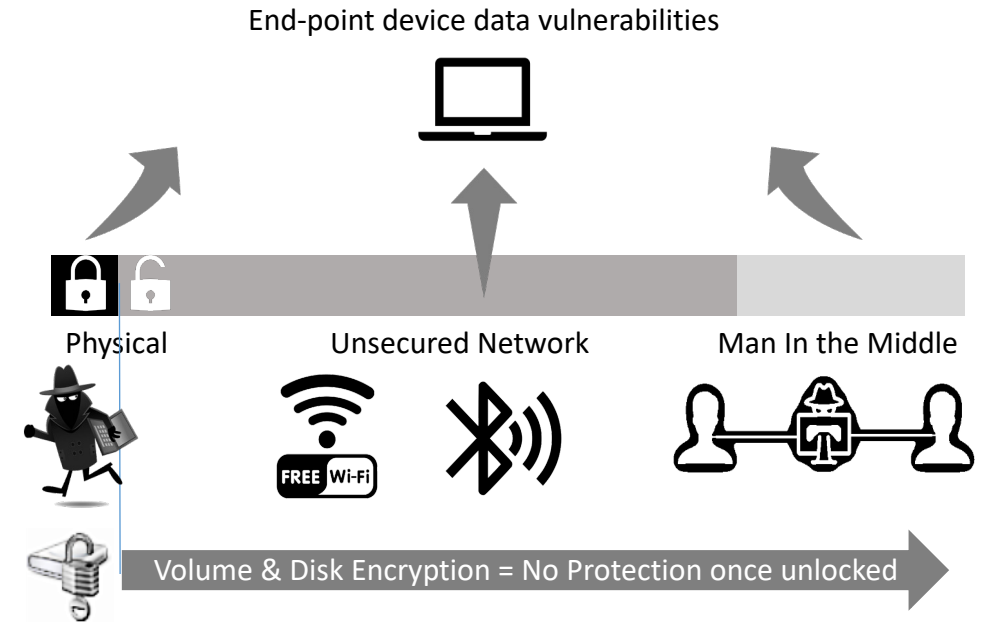 End-point device data vulnerabilities
Physical
Unsecured Network
Man In the Middle
FREE Wi-Fi
Volume & Disk Encryption = No Protection once unlocked